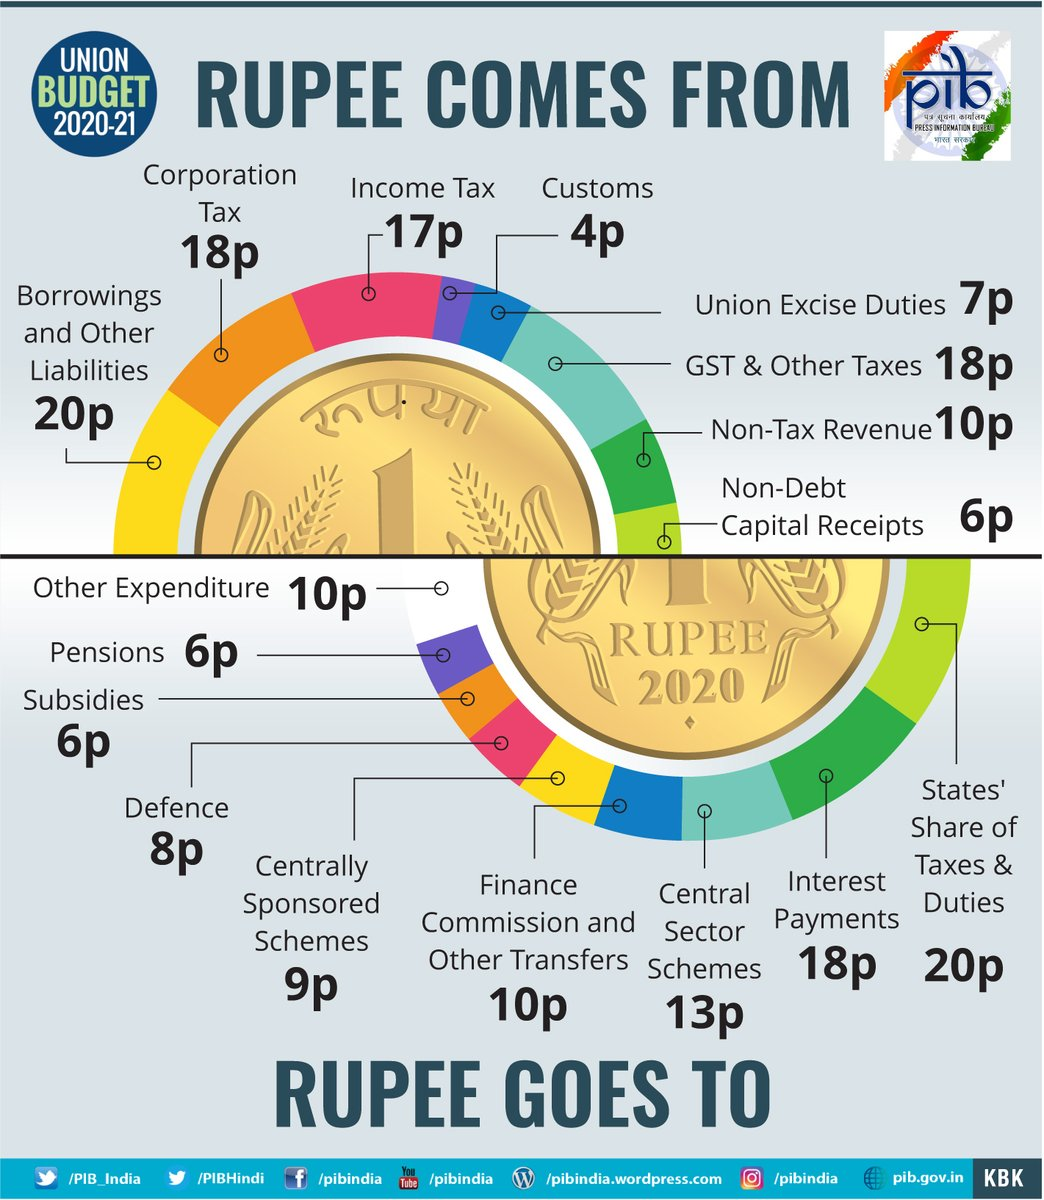 UNION
BUDGET
2020-21
RUPEE COMES FROM
pib
पत्र सूचना कार्यालय
PRESS INFORMATION BUREAU
भारत सरकार
Corporation
Tax
18p
Income Tax
17p
Customs
4p
Borrowings
and Other
Liabilities
20p
Union Excise Duties 7p
GST & Other Taxes 18p
Non-Tax Revenue 10p
Non-Debt
Capital Receipts 6p
रुपया
1
Other Expenditure 10p
Pensions 6p
Subsidies
6p
Defence
8p
Centrally
Sponsored
Schemes
9p
Finance
Commission and
Other Transfers
10p
Central
Sector
Schemes
13p
Interest
Payments
18p
States'
Share of
Taxes &
Duties
20p
1
RUPEE
2020
RUPEE GOES TO
/PIB_India /PIBHindi /pibindia You Tube /pibindia /pibindia.wordpress.com /pibindia pib.gov.in KBK